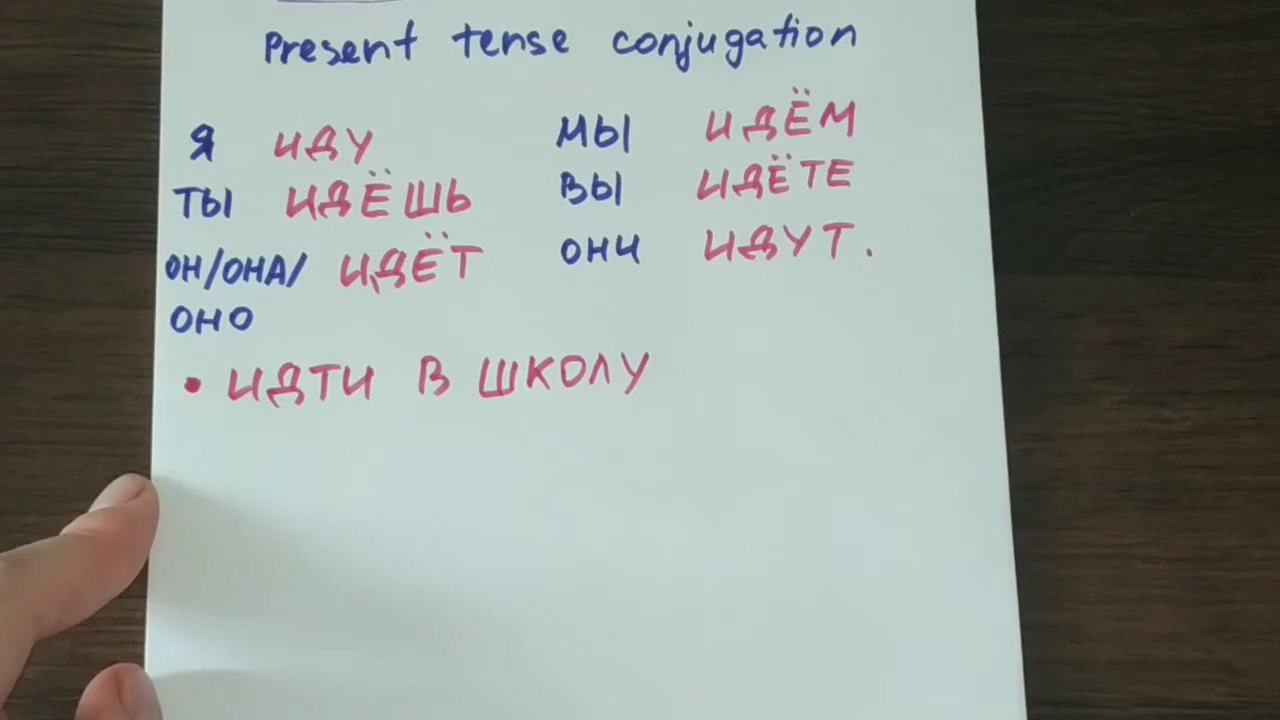 Present tense conjugation
Я ИДУ МЫ ИДЁМ
ТЫ ИДЁШЬ ВЫ ИДЁТЕ
ОН/ОНА/ ИДЁТ ОНИ ИДУТ.
ОНО
• ИДТИ В ШКОЛУ